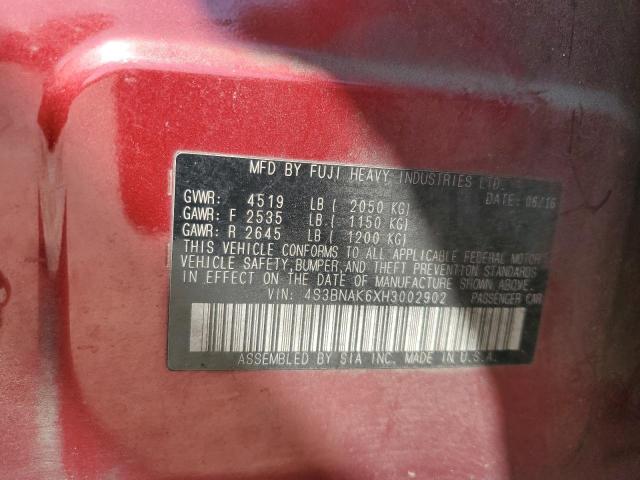 MFD BY FUJI HEAVY INDUSTRIES LTD.
GVWR: 4519 LB ( 2050 KG) DATE: 06/16
GAWR: F 2535 LB ( 1150 KG)
GAWR: R 2645 LB ( 1200 KG)
THIS VEHICLE CONFORMS TO ALL APPLICABLE FEDERAL MOTOR
VEHICLE SAFETY,BUMPER,AND THEFT PREVENTION STANDARDS
IN EFFECT ON THE DATE OF MANUFACTURE SHOWN ABOVE.
VIN: 4S3BNAK6XH3002902 PASSENGER CAR
ASSEMBLED BY SIA INC. MADE IN U.S.A.